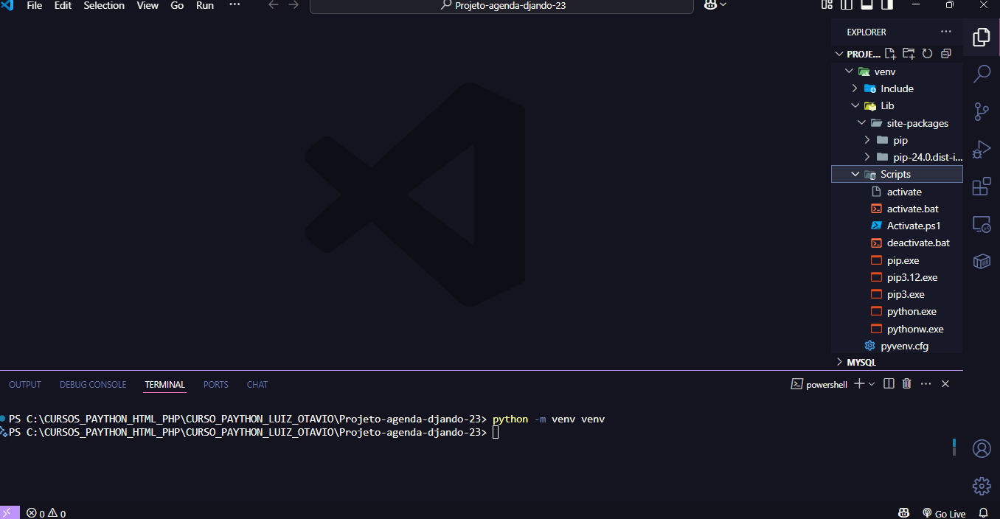 File Edit Selection View Go Run ···
Projeto-agenda-djando-23
EXPLORER ···
PROJE...
venv
Include
Lib
site-packages
pip
pip-24.0.dist-i...
Scripts
activate
activate.bat
Activate.ps1
deactivate.bat
pip.exe
pip3.12.exe
pip3.exe
python.exe
pythonw.exe
pyvenv.cfg
MYSQL
OUTPUT DEBUG CONSOLE TERMINAL PORTS CHAT
powershell ···
PS C:\CURSOS_PAYTHON_HTML_PHP\CURSO_PAYTHON_LUIZ_OTAVIO\Projeto-agenda-djando-23> python -m venv venv
PS C:\CURSOS_PAYTHON_HTML_PHP\CURSO_PAYTHON_LUIZ_OTAVIO\Projeto-agenda-djando-23>
0 0
Go Live